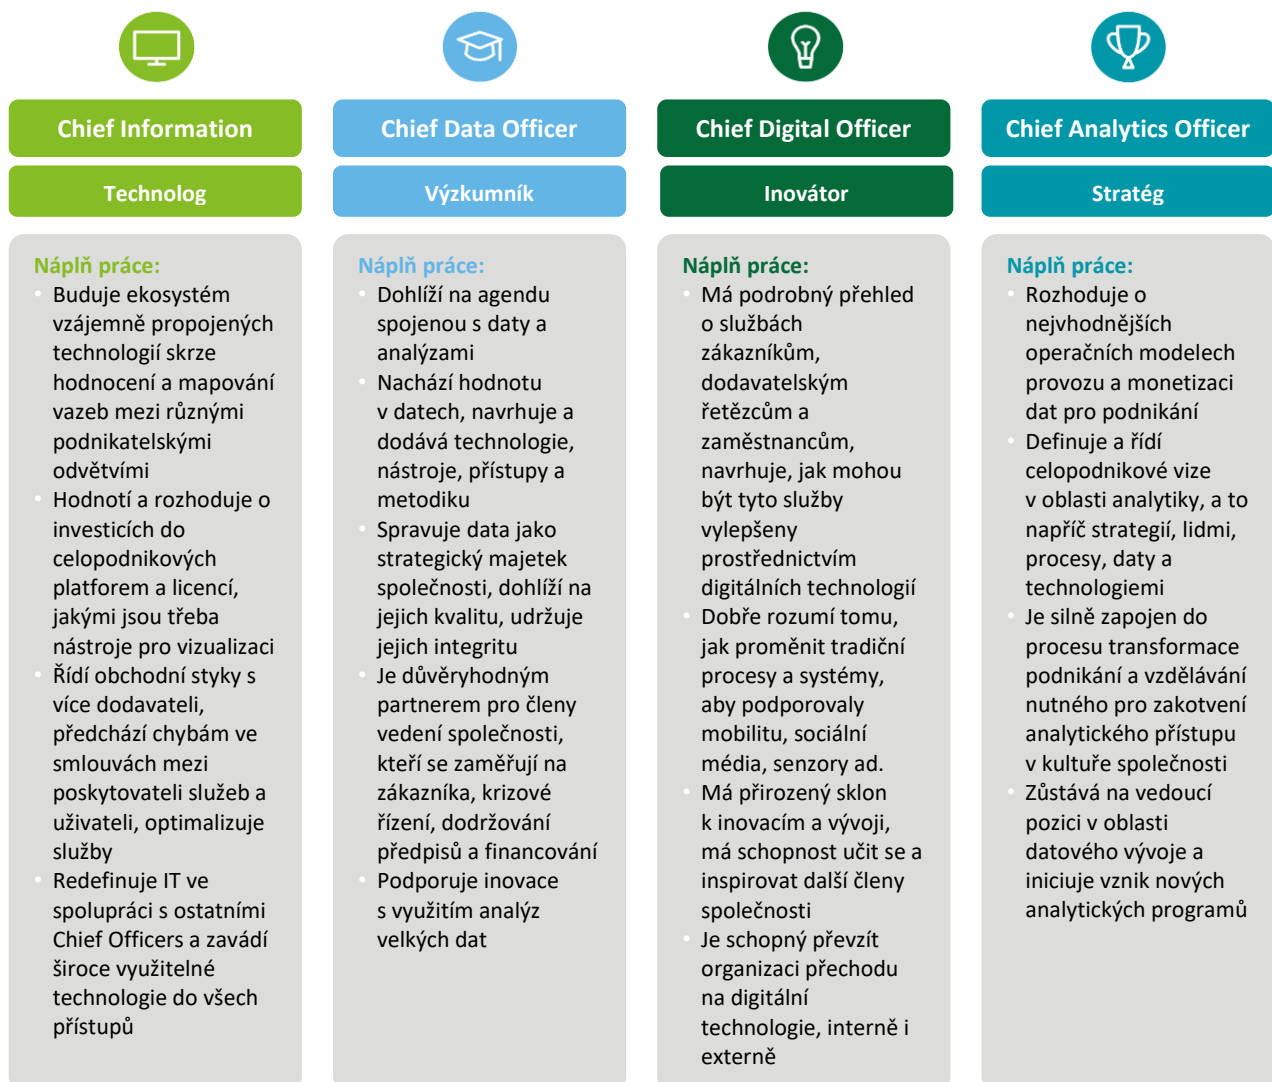 Chief Information
Technolog
Náplň práce:
• Buduje ekosystém
vzájemně propojených
technologií skrze
hodnocení a mapování
vazeb mezi různými
podnikatelskými
odvětvími
• Hodnotí a rozhoduje o
investicích do
celopodnikových
platforem a licencí,
jakými jsou třeba
nástroje pro vizualizaci
• Řídí obchodní styky s
více dodavateli,
předchází chybám ve
smlouvách mezi
poskytovateli služeb a
uživateli, optimalizuje
služby
• Redefinuje IT ve
spolupráci s ostatními
Chief Officers a zavádí
široce využitelné
technologie do všech
přístupů
Chief Data Officer
Výzkumník
Náplň práce:
• Dohlíží na agendu
spojenou s daty a
analýzami
• Nachází hodnotu
v datech, navrhuje a
dodává technologie,
nástroje, přístupy a
metodiku
• Spravuje data jako
strategický majetek
společnosti, dohlíží na
jejich kvalitu, udržuje
jejich integritu
• Je důvěryhodným
partnerem pro členy
vedení společnosti,
kteří se zaměřují na
zákazníka, krizové
řízení, dodržování
předpisů a financování
• Podporuje inovace
s využitím analýz
velkých dat
Chief Digital Officer
Inovátor
Náplň práce:
• Má podrobný přehled
o službách
zákazníkům,
dodavatelským
řetězcům a
zaměstnancům,
navrhuje, jak mohou
být tyto služby
vylepšeny
prostřednictvím
digitálních technologií
• Dobře rozumí tomu,
jak proměnit tradiční
procesy a systémy,
aby podporovaly
mobilitu, sociální
média, senzory ad.
• Má přirozený sklon
k inovacím a vývoji,
má schopnost učit se a
inspirovat další členy
společnosti
• Je schopný převzít
organizaci přechodu
na digitální
technologie, interně i
externě
Chief Analytics Officer
Stratég
Náplň práce:
• Rozhoduje o
nejvhodnějších
operačních modelech
provozu a monetizaci
dat pro podnikání
• Definuje a řídí
celopodnikové vize
v oblasti analytiky, a to
napříč strategií, lidmi,
procesy, daty a
technologiemi
• Je silně zapojen do
procesu transformace
podnikání a vzdělávání
nutného pro zakotvení
analytického přístupu
v kultuře společnosti
• Zůstává na vedoucí
pozici v oblasti
datového vývoje a
iniciuje vznik nových
analytických programů